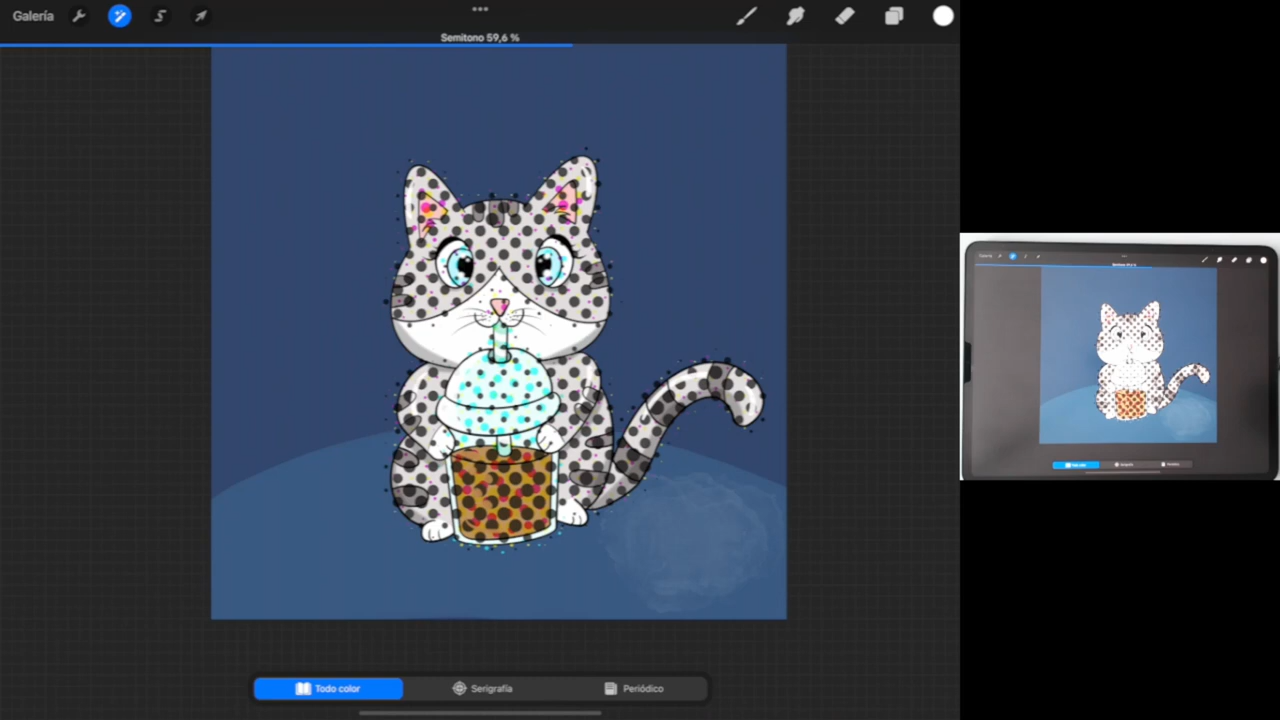 Galería
Semitono 59,6 %
Todo color
Serigrafía
Periódico